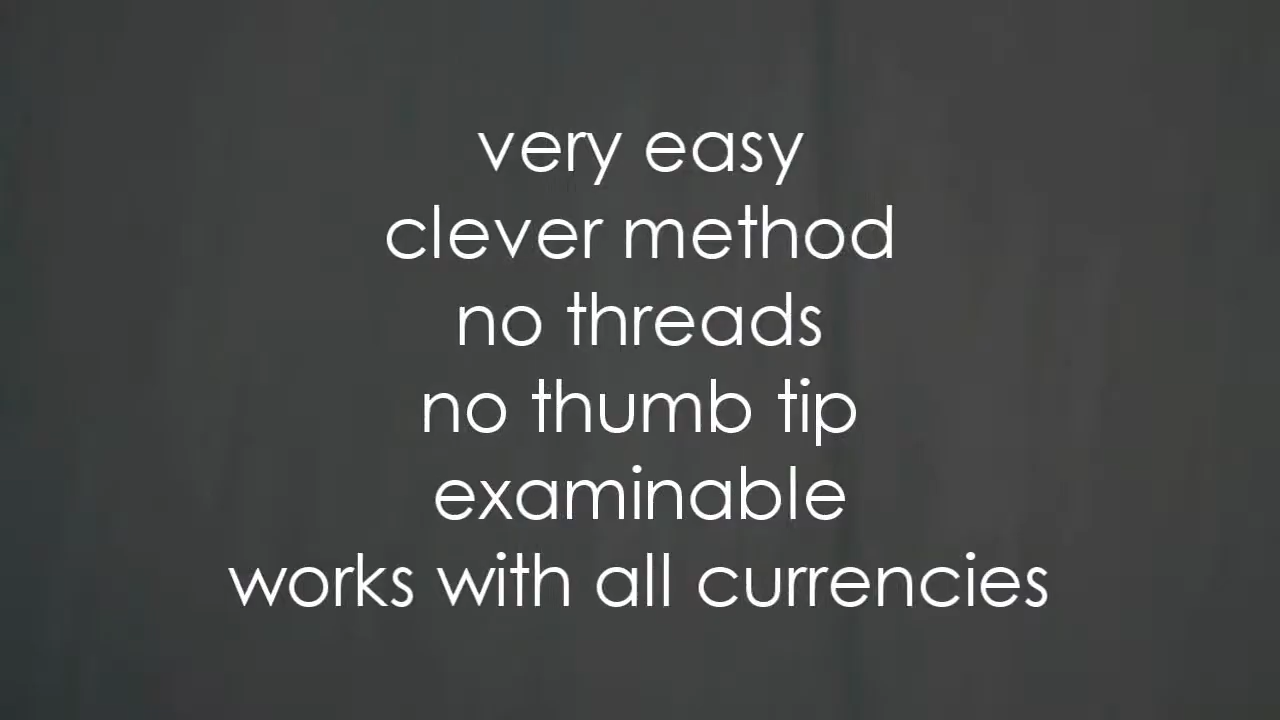 very easy
clever method
no threads
no thumb tip
examinable
works with all currencies